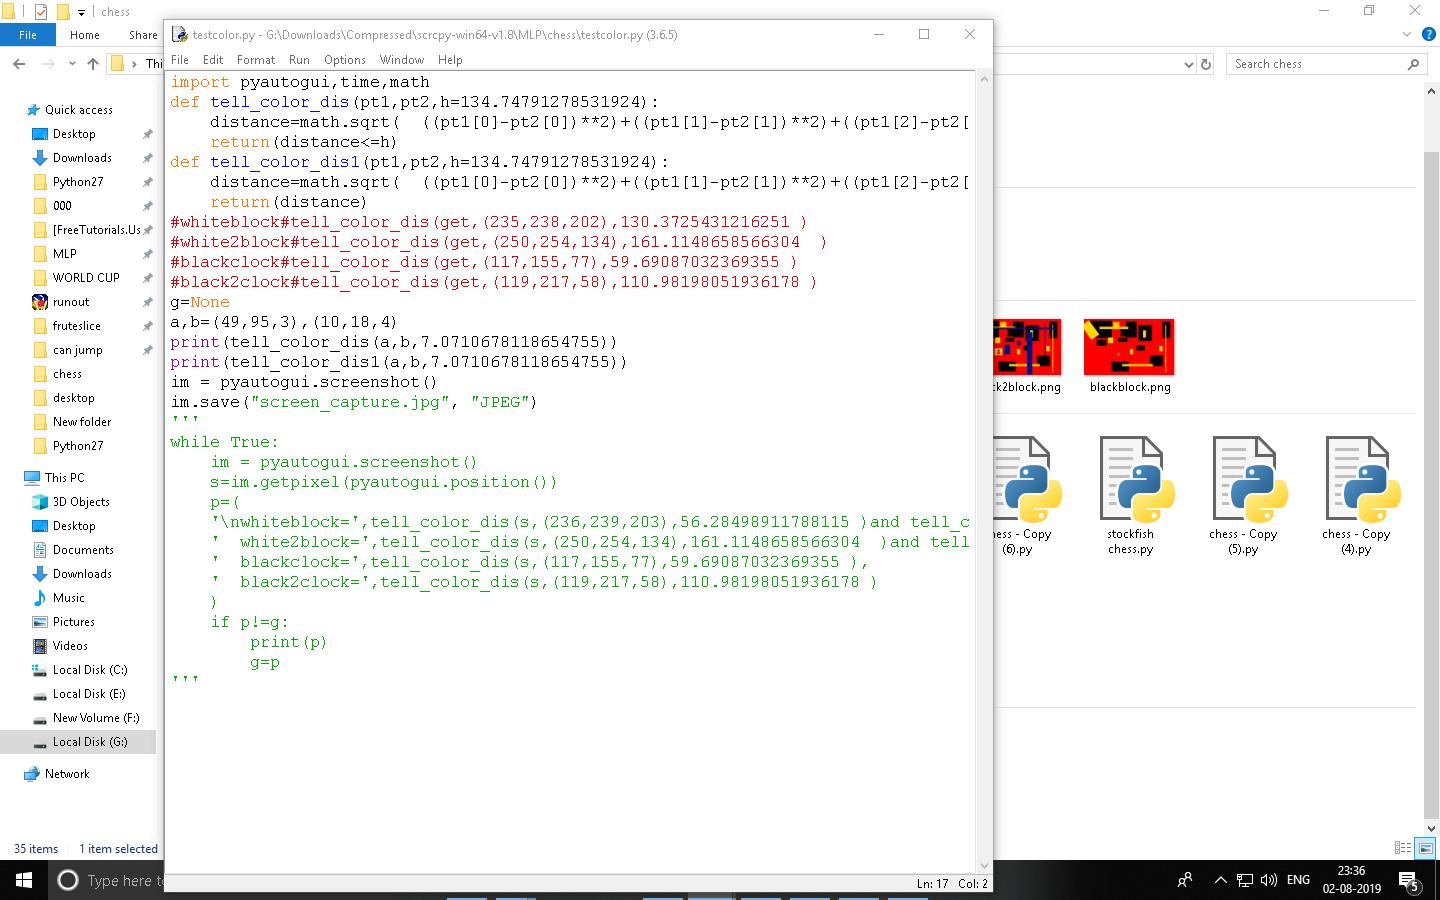 chess
File
Home
Share
Thi
Search chess
Quick access
Desktop
Downloads
Python27
000
[FreeTutorials.Us
MLP
WORLD CUP
runout
fruteslice
can jump
chess
desktop
New folder
Python27
This PC
3D Objects
Desktop
Documents
Downloads
Music
Pictures
Videos
Local Disk (C:)
Local Disk (E:)
New Volume (F:)
Local Disk (G:)
Network
35 items
1 item selected
testcolor.py - G:\Downloads\Compressed\scrcpy-win64-v1.8\MLP\chess\testcolor.py (3.6.5)
File Edit Format Run Options Window Help
import pyautogui,time,math
def tell_color_dis(pt1,pt2,h=134.74791278531924):
    distance=math.sqrt(  ((pt1[0]-pt2[0])**2)+((pt1[1]-pt2[1])**2)+((pt1[2]-pt2[
    return(distance<=h)
def tell_color_dis1(pt1,pt2,h=134.74791278531924):
    distance=math.sqrt(  ((pt1[0]-pt2[0])**2)+((pt1[1]-pt2[1])**2)+((pt1[2]-pt2[
    return(distance)
#whiteblock#tell_color_dis(get,(235,238,202),130.3725431216251 )
#white2block#tell_color_dis(get,(250,254,134),161.1148658566304  )
#blackclock#tell_color_dis(get,(117,155,77),59.69087032369355 )
#black2clock#tell_color_dis(get,(119,217,58),110.98198051936178 )
g=None
a,b=(49,95,3),(10,18,4)
print(tell_color_dis(a,b,7.0710678118654755))
print(tell_color_dis1(a,b,7.0710678118654755))
im = pyautogui.screenshot()
im.save("screen_capture.jpg", "JPEG")
'''
while True:
    im = pyautogui.screenshot()
    s=im.getpixel(pyautogui.position())
    p=(
    '\nwhiteblock=',tell_color_dis(s,(236,239,203),56.28498911788115 )and tell_c
    '  white2block=',tell_color_dis(s,(250,254,134),161.1148658566304  )and tell
    '  blackclock=',tell_color_dis(s,(117,155,77),59.69087032369355 ),
    '  black2clock=',tell_color_dis(s,(119,217,58),110.98198051936178 )
    )
    if p!=g:
        print(p)
        g=p
'''
Ln: 17 Col: 2
ck2block.png
blackblock.png
hess - Copy
(6).py
stockfish
chess.py
chess - Copy
(5).py
chess - Copy
(4).py
Type here t
ENG
23:36
02-08-2019
5